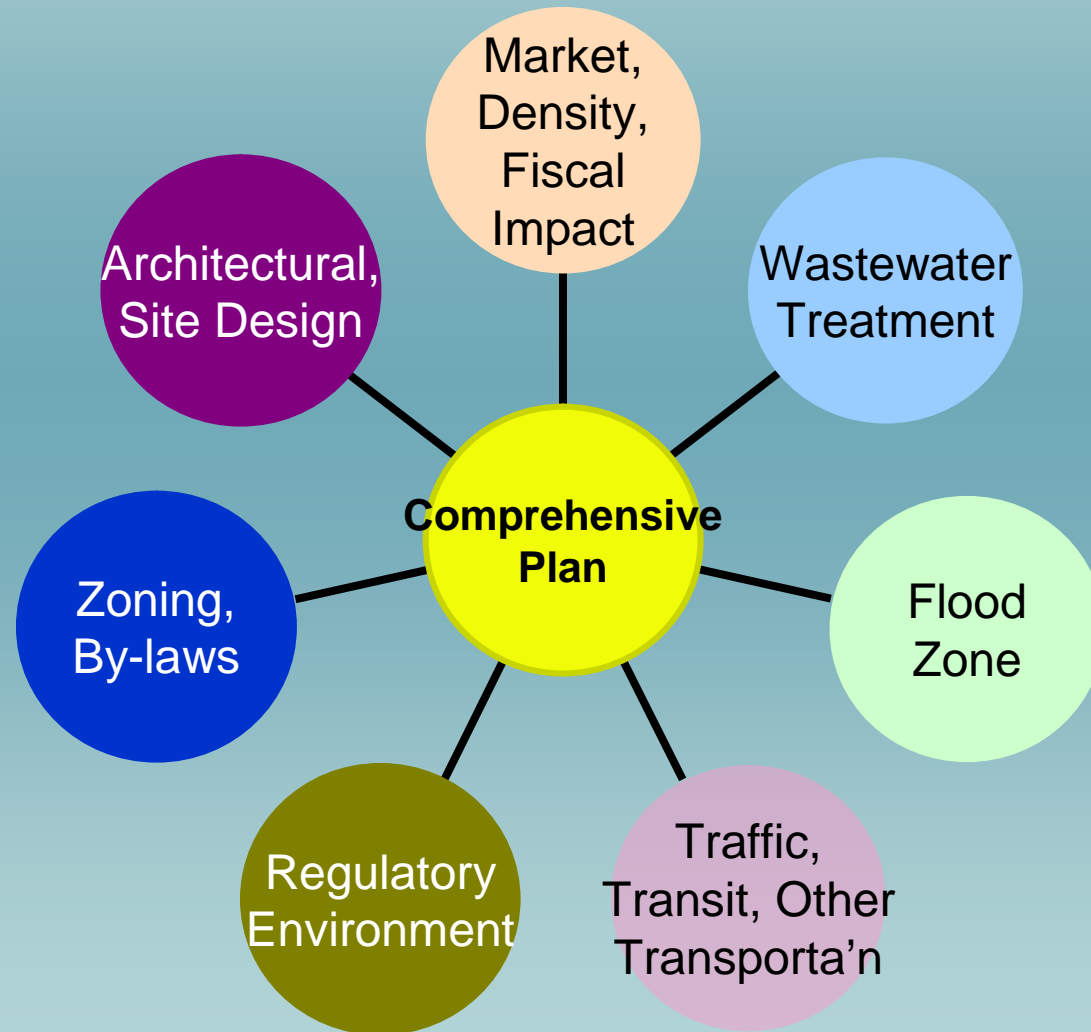 Market,
Density,
Fiscal
Impact
Architectural,
Site Design
Wastewater
Treatment
Comprehensive
Plan
Zoning,
By-laws
Flood
Zone
Regulatory
Environment
Traffic,
Transit, Other
Transporta’n